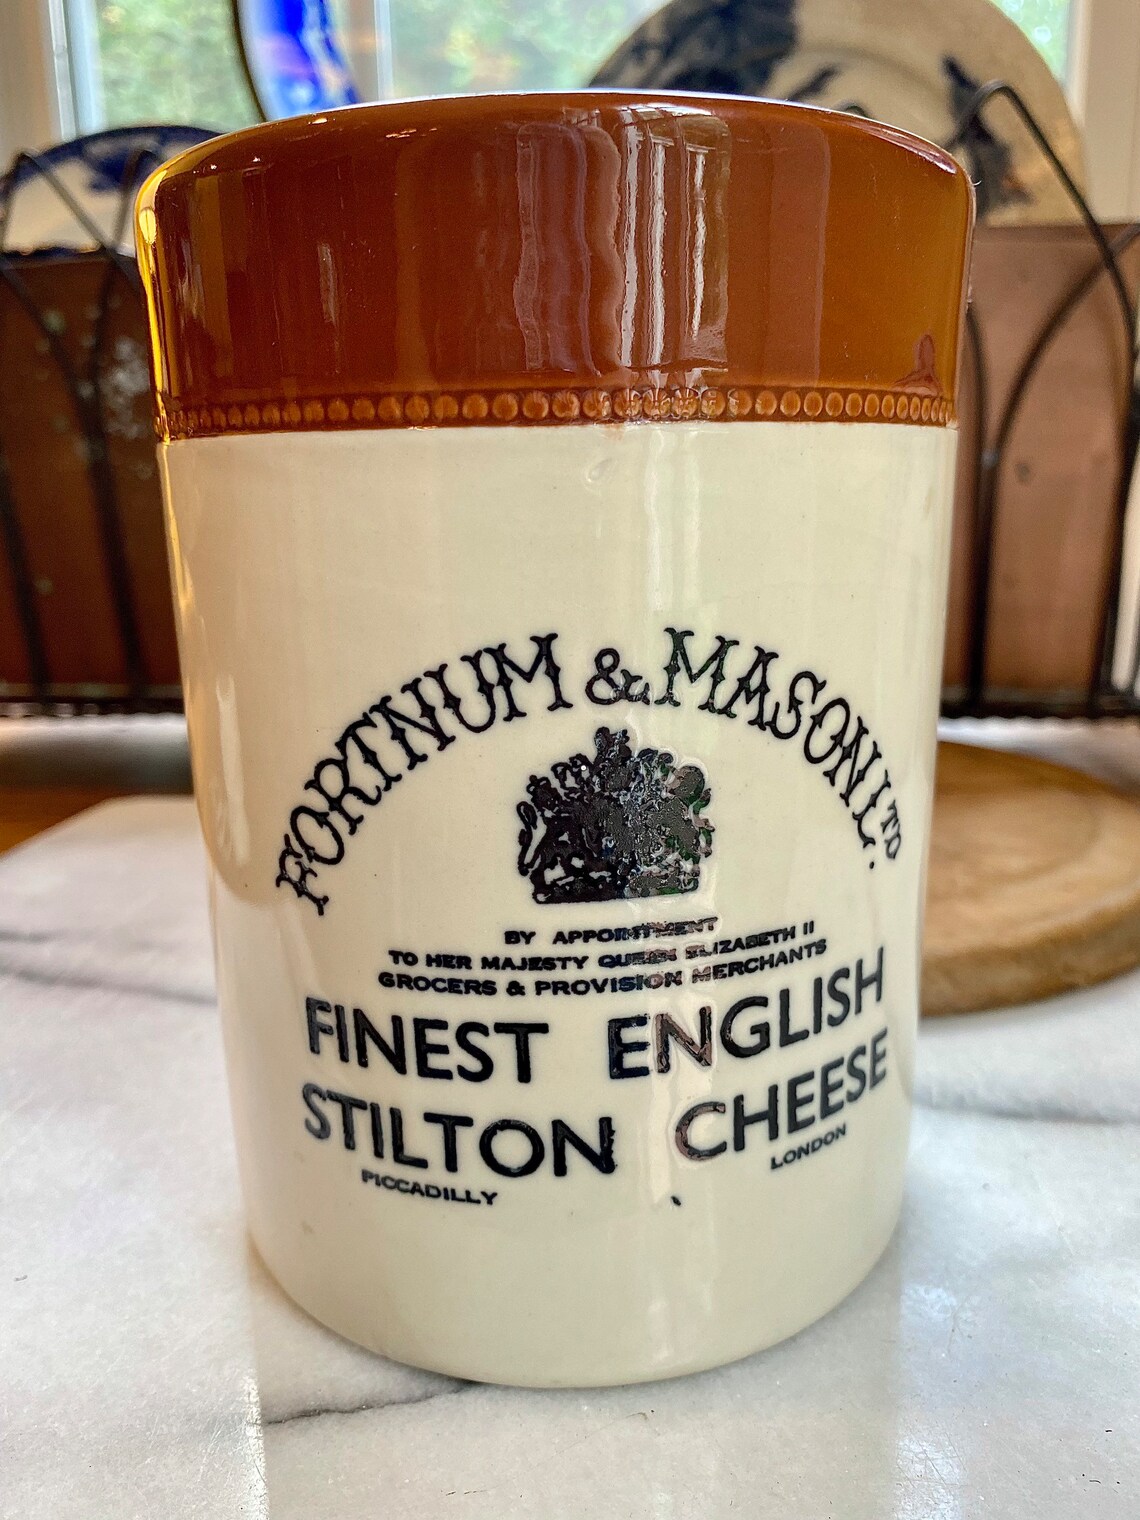 FORTNUM & MASON LTD.
BY APPOINTMENT
TO HER MAJESTY QUEEN ELIZABETH II
GROCERS & PROVISION MERCHANTS
FINEST ENGLISH
STILTON CHEESE
PICCADILLY LONDON